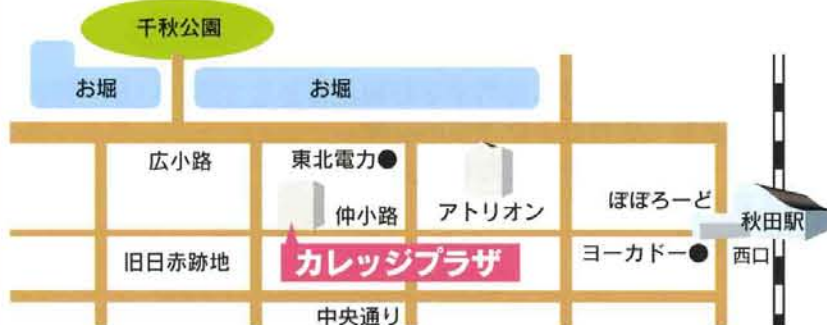 千秋公園
お堀
お堀
広小路
東北電力●
仲小路
アトリオン
ぽぽろーど
秋田駅
旧日赤跡地
カレッジプラザ
ヨーカドー●
西口
中央通り